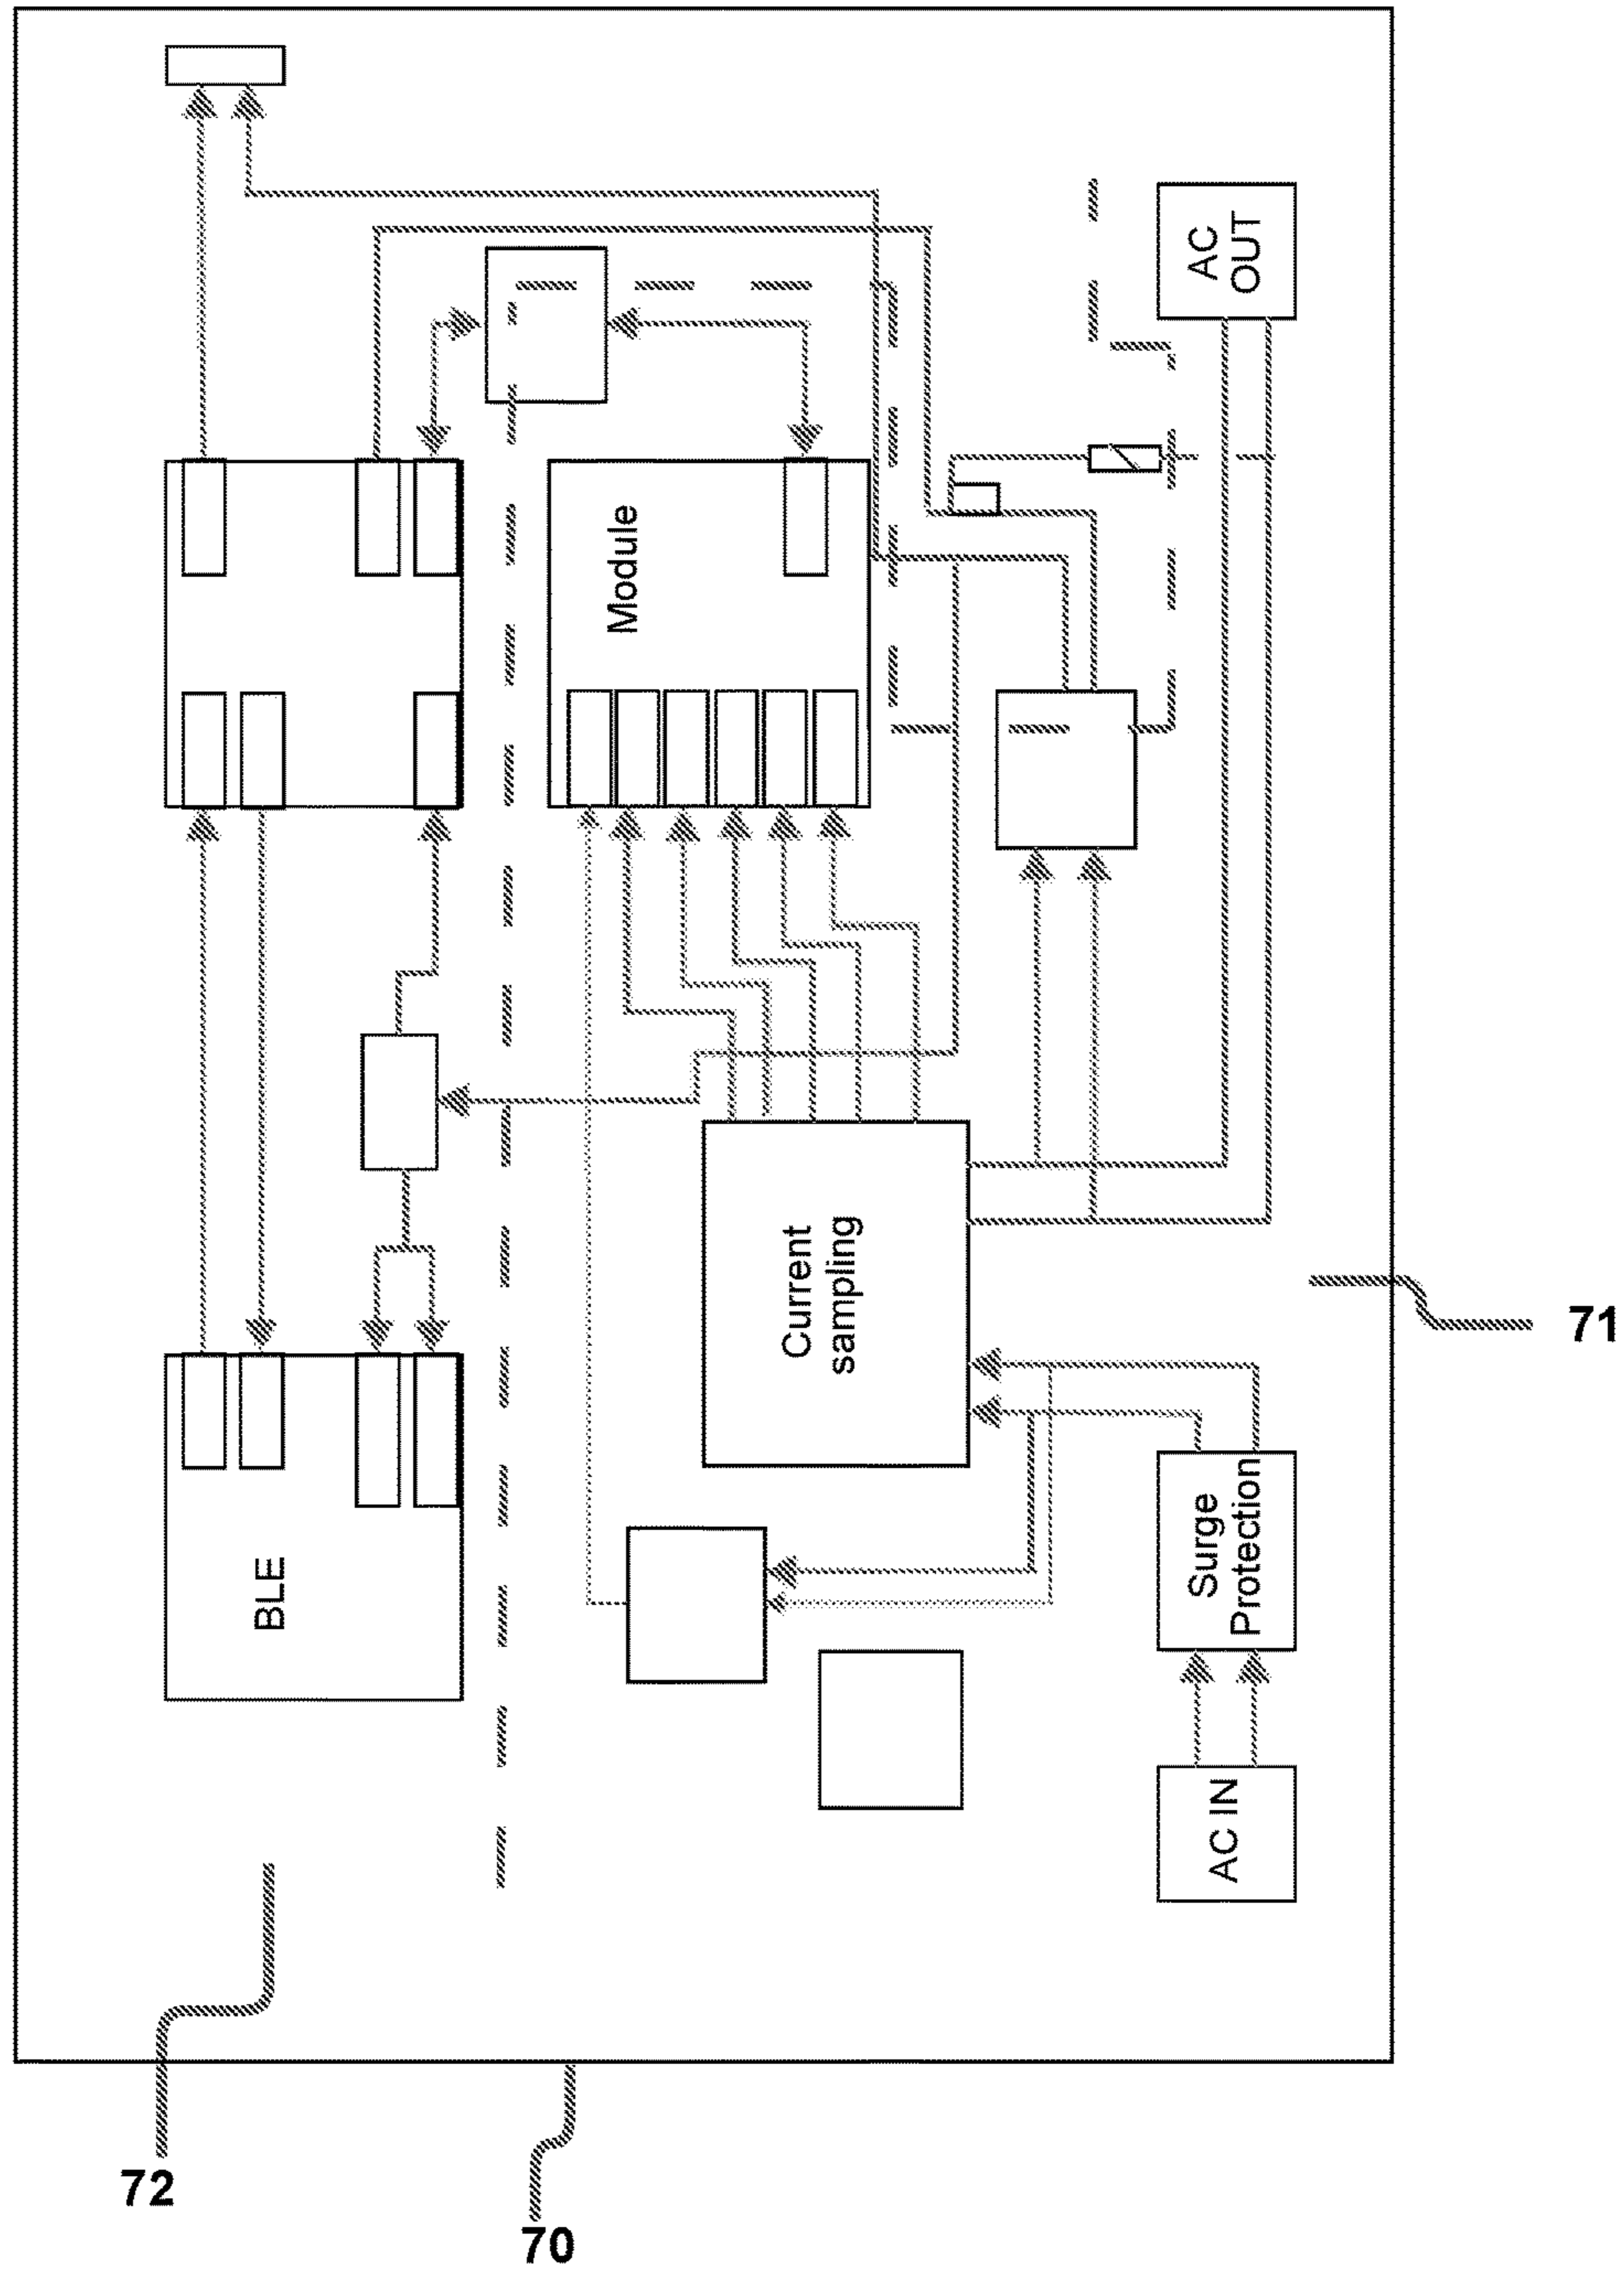 AC
OUT
Module
71
Current
sampling
BLE
Surge
Protection
AC IN
72
70